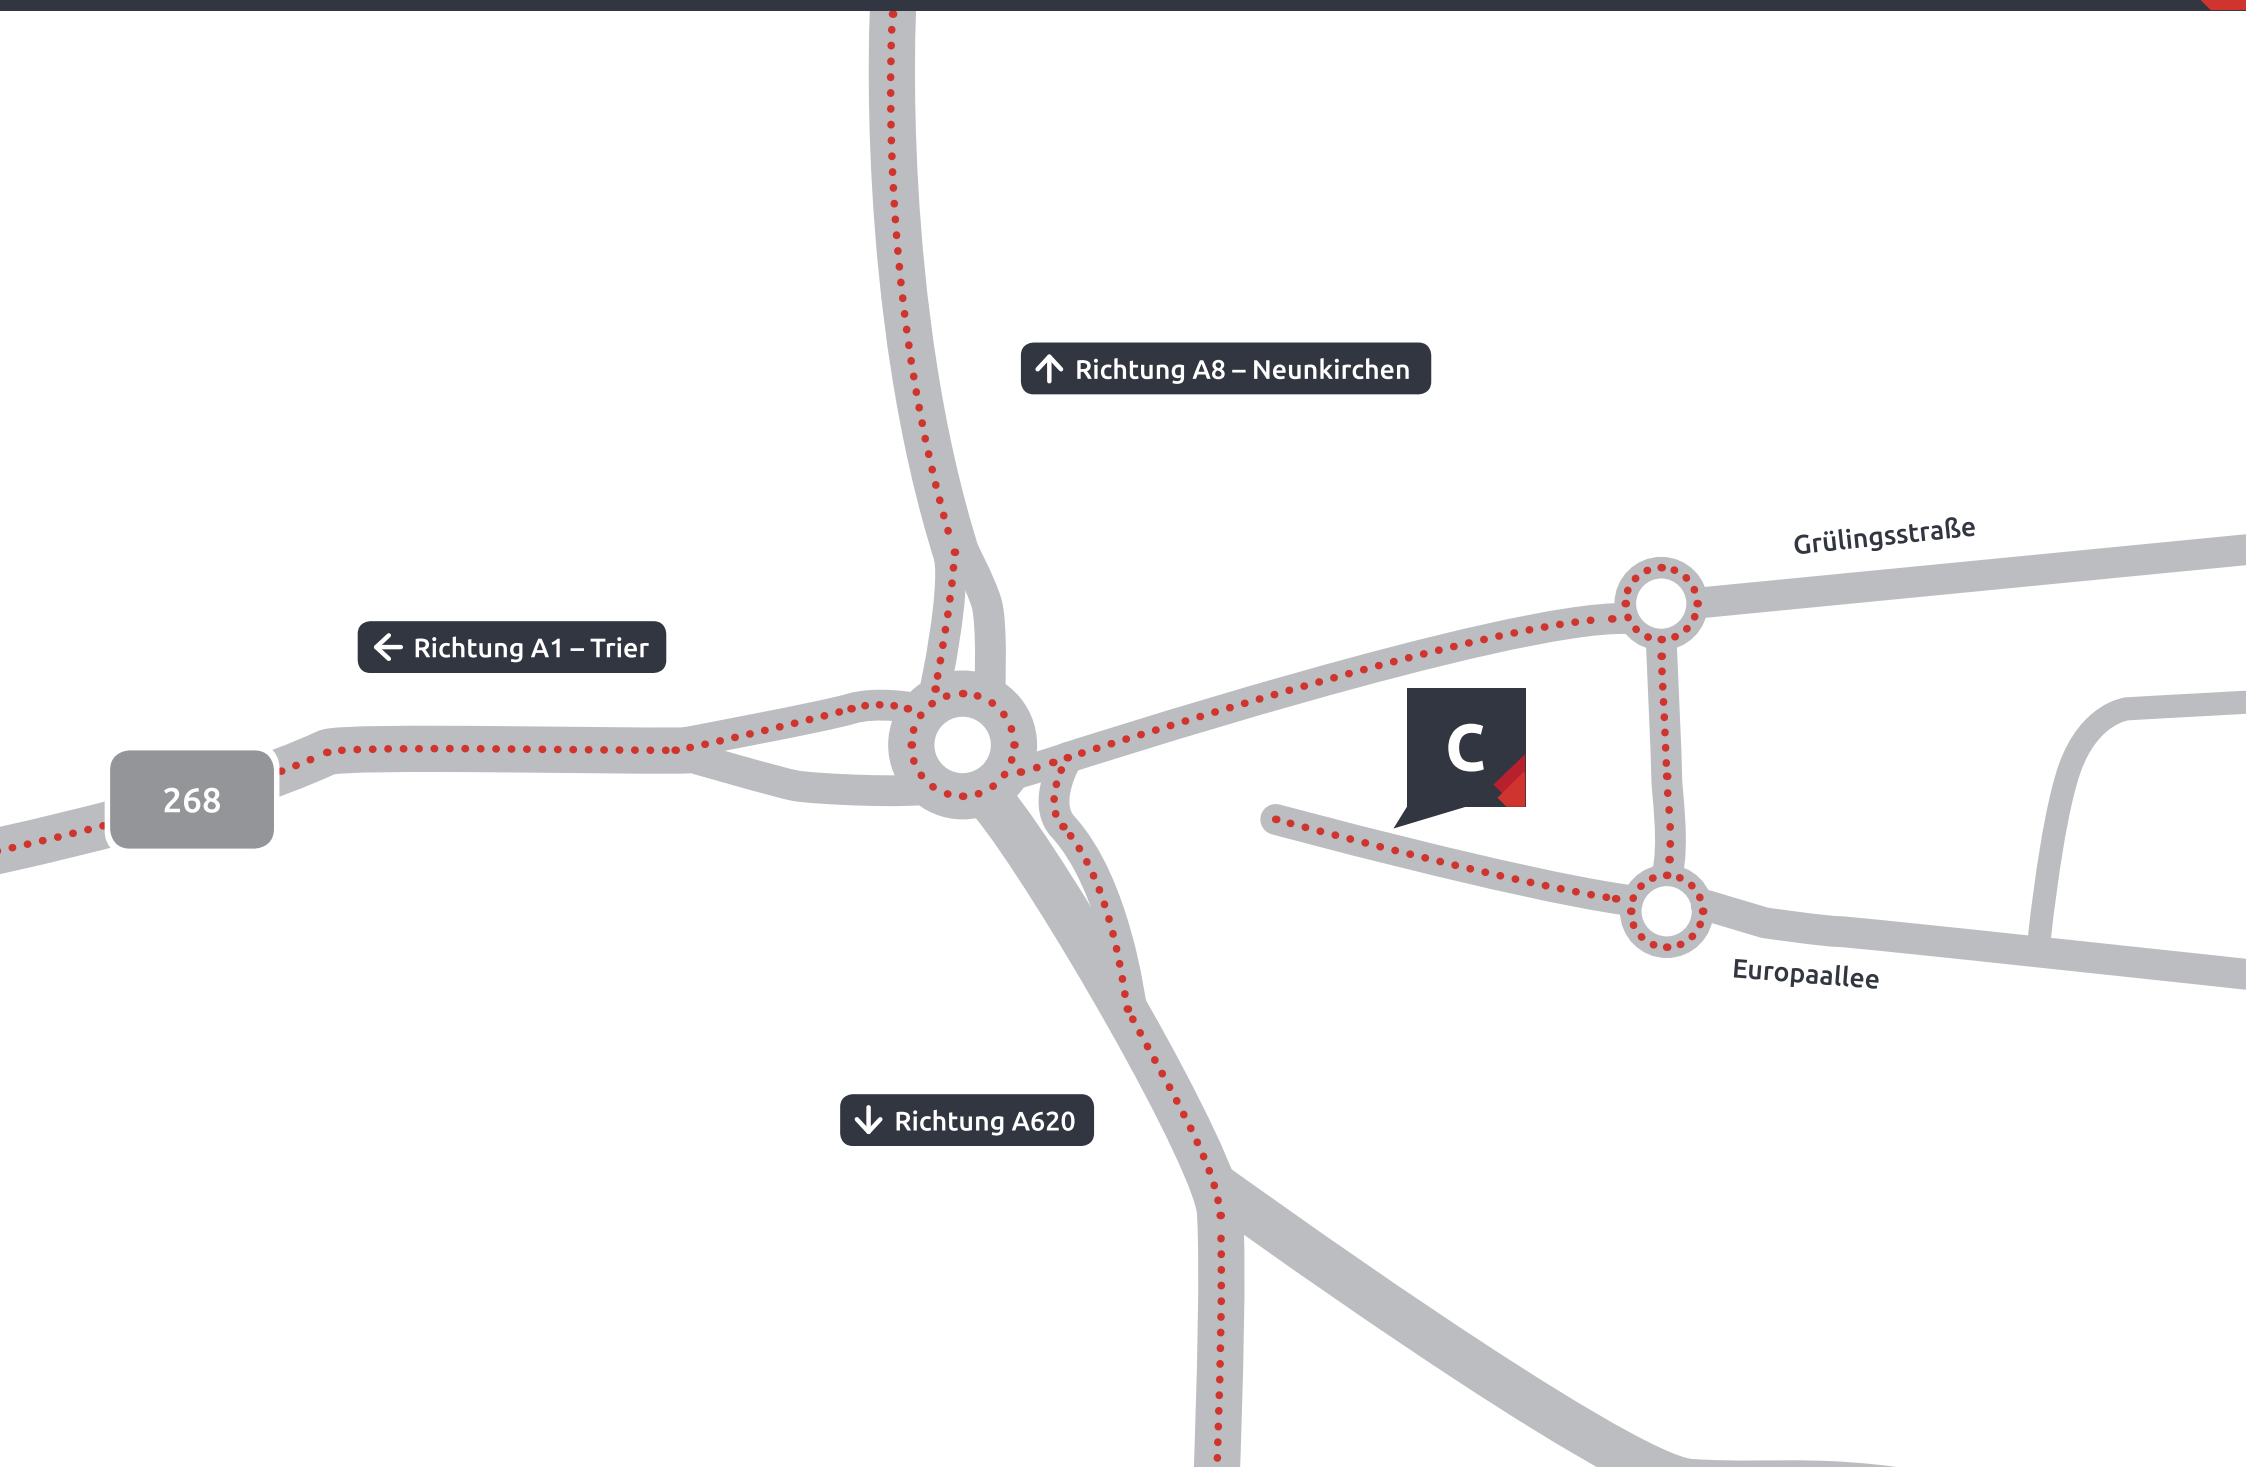 Richtung A8 – Neunkirchen
Grülingsstraße
Richtung A1 – Trier
C
268
Europaallee
Richtung A620